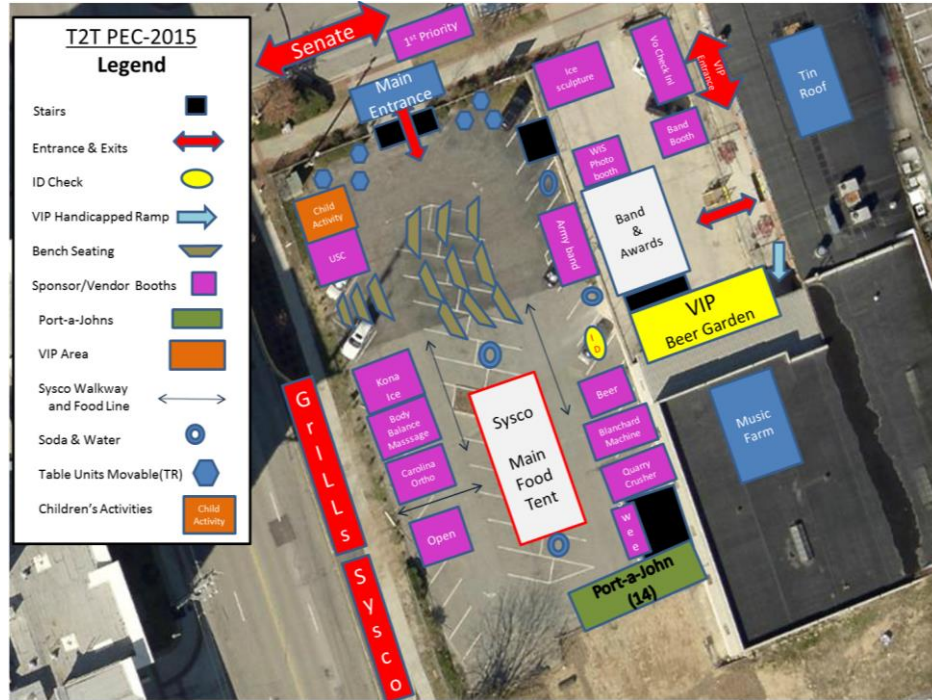 T2T PEC-2015
Legend
Stairs
Entrance & Exits
ID Check
VIP Handicapped Ramp
Bench Seating
Sponsor/Vendor Booths
Port-a-Johns
VIP Area
Sysco Walkway
and Food Line
Soda & Water
Table Units Movable(TR)
Children's Activities
Child
Activity
Senate
1st Priority
Main
Entrance
Ice
sculpture
Vo Check Inl
VIP
Entrance
Tin
Roof
Band
Booth
WIS
Photo
booth
Child
Activity
USC
Army band
Band
&
Awards
VIP
Beer Garden
ID
Kona
Ice
Body
Balance
Masssage
Carolina
Ortho
Open
Sysco
Main
Food
Tent
Beer
Blanchard
Machine
Quarry
Crusher
wee
Music
Farm
Port-a-John
(14)
GrILLs
Sysco